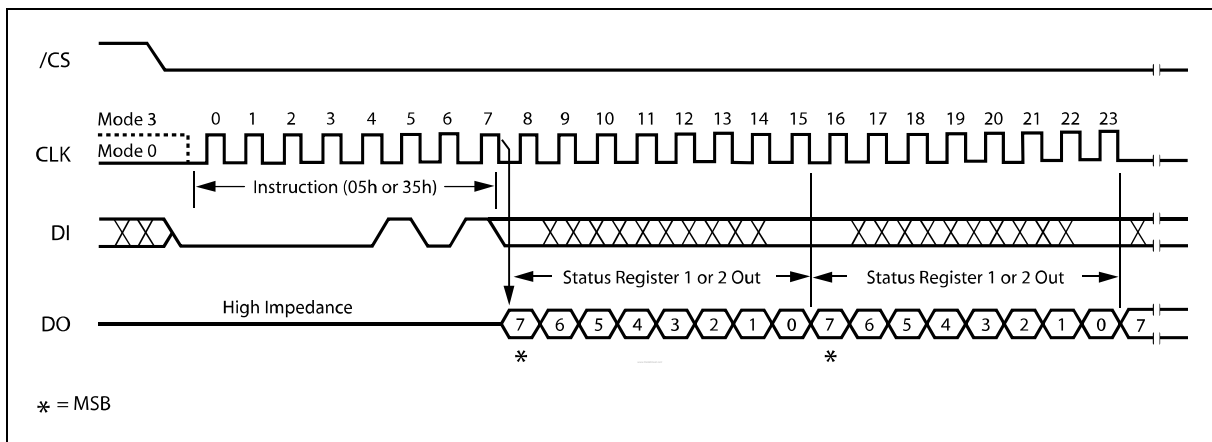 /CS
Mode 3
0 1 2 3 4 5 6 7 8 9 10 11 12 13 14 15 16 17 18 19 20 21 22 23
CLK
Mode 0
Instruction (05h or 35h)
DI
Status Register 1 or 2 Out
Status Register 1 or 2 Out
High Impedance
DO
7 6 5 4 3 2 1 0 7 6 5 4 3 2 1 0 7
* *
* = MSB